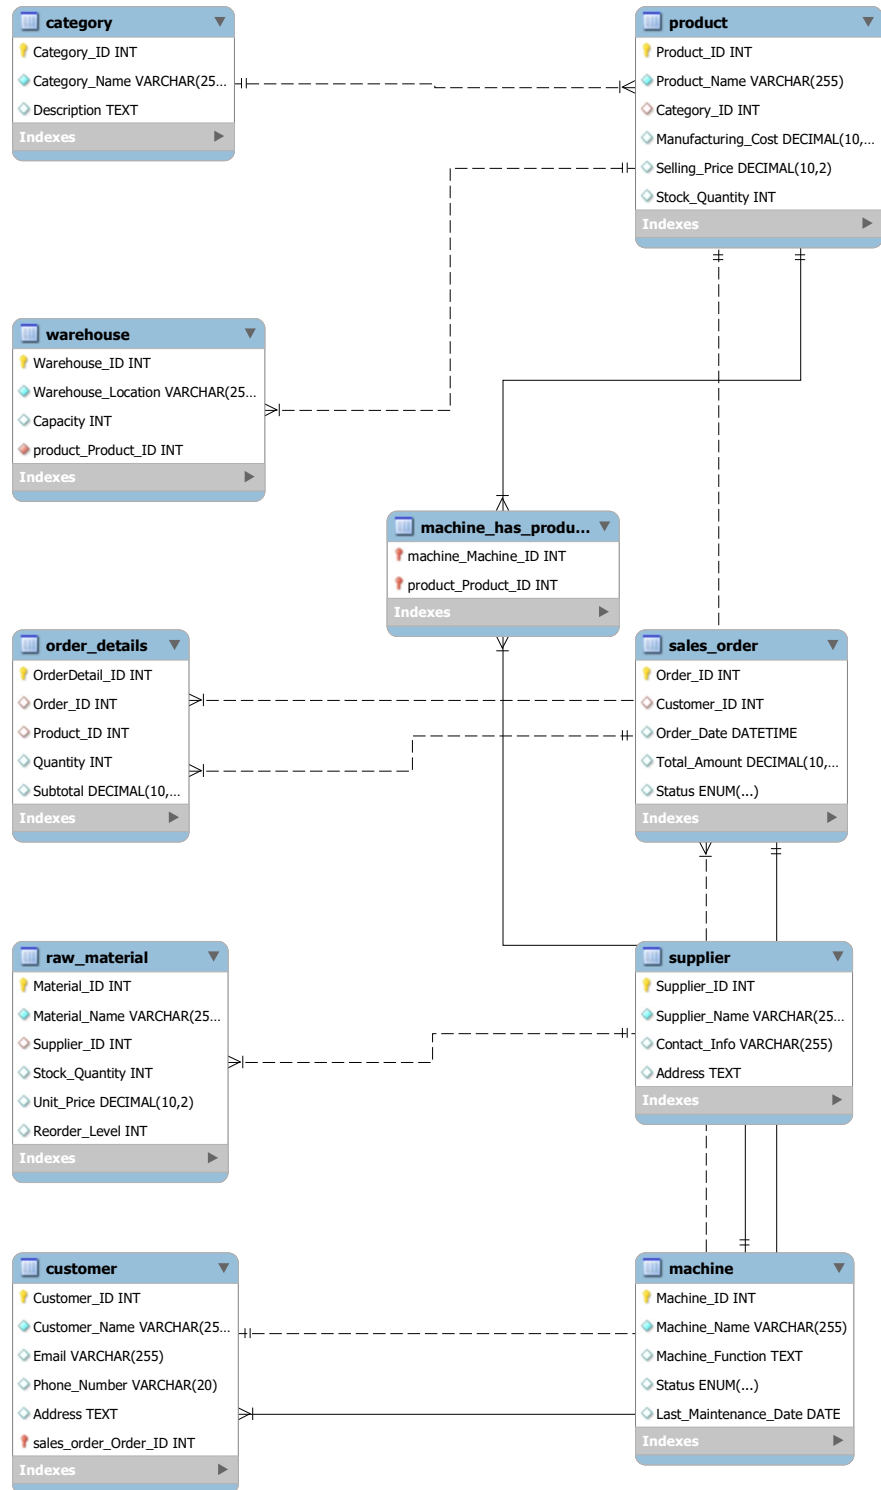 category
Category_ID INT
Category_Name VARCHAR(25...
Description TEXT
Indexes
product
Product_ID INT
Product_Name VARCHAR(255)
Category_ID INT
Manufacturing_Cost DECIMAL(10,...
Selling_Price DECIMAL(10,2)
Stock_Quantity INT
Indexes
warehouse
Warehouse_ID INT
Warehouse_Location VARCHAR(25...
Capacity INT
product_Product_ID INT
Indexes
machine_has_produ...
machine_Machine_ID INT
product_Product_ID INT
Indexes
order_details
OrderDetail_ID INT
Order_ID INT
Product_ID INT
Quantity INT
Subtotal DECIMAL(10,...
Indexes
sales_order
Order_ID INT
Customer_ID INT
Order_Date DATETIME
Total_Amount DECIMAL(10,...
Status ENUM(...)
Indexes
raw_material
Material_ID INT
Material_Name VARCHAR(25...
Supplier_ID INT
Stock_Quantity INT
Unit_Price DECIMAL(10,2)
Reorder_Level INT
Indexes
supplier
Supplier_ID INT
Supplier_Name VARCHAR(25...
Contact_Info VARCHAR(255)
Address TEXT
Indexes
customer
Customer_ID INT
Customer_Name VARCHAR(25...
Email VARCHAR(255)
Phone_Number VARCHAR(20)
Address TEXT
sales_order_Order_ID INT
Indexes
machine
Machine_ID INT
Machine_Name VARCHAR(255)
Machine_Function TEXT
Status ENUM(...)
Last_Maintenance_Date DATE
Indexes